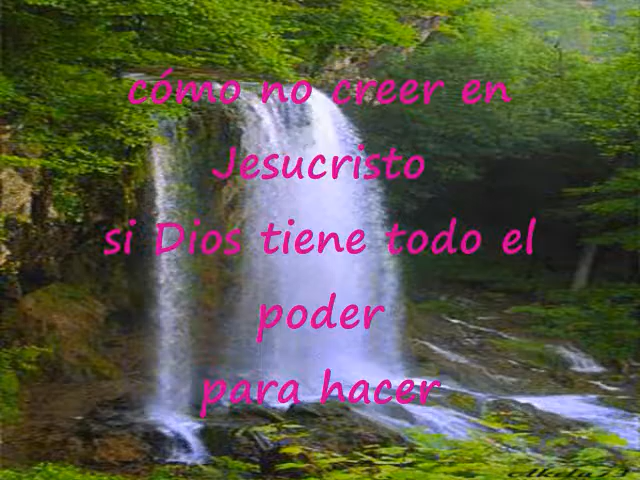 cómo no creer en
Jesucristo
si Dios tiene todo el
poder
para hacer